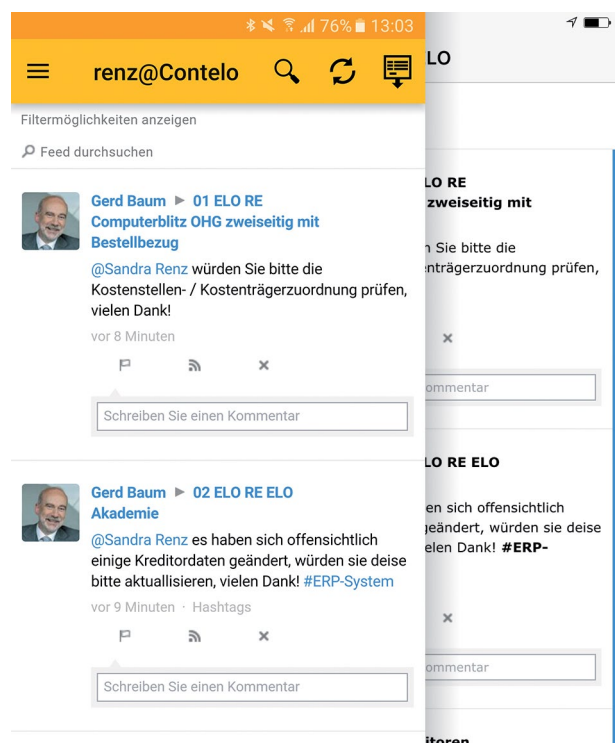 76% 13:03
renz@Contelo
Filtermöglichkeiten anzeigen
Feed durchsuchen
Gerd Baum ► 01 ELO RE
Computerblitz OHG zweiseitig mit
Bestellbezug
@Sandra Renz würden Sie bitte die
Kostenstellen- / Kostenträgerzuordnung prüfen,
vielen Dank!
vor 8 Minuten
Schreiben Sie einen Kommentar
Gerd Baum ► 02 ELO RE ELO
Akademie
@Sandra Renz es haben sich offensichtlich
einige Kreditordaten geändert, würden sie deise
bitte aktuallisieren, vielen Dank! #ERP-System
vor 9 Minuten · Hashtags
Schreiben Sie einen Kommentar
LO
LO RE
zweiseitig mit
Sie bitte die
enträgerzuordnung prüfen,
ommentar
LO RE ELO
en sich offensichtlich
geändert, würden sie deise
elen Dank! #ERP-
ommentar
itoren